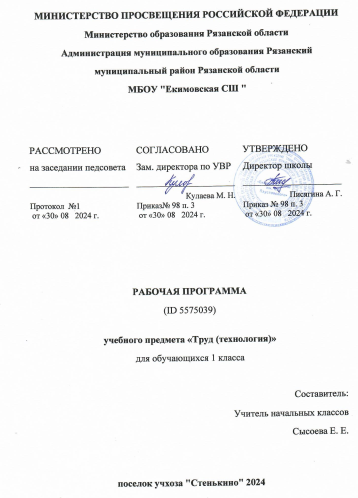 МИНИСТЕРСТВО ПРОСВЕЩЕНИЯ РОССИЙСКОЙ ФЕДЕРАЦИИ
Министерство образования Рязанской области
Администрация муниципального образования Рязанский
муниципальный район Рязанской области
МБОУ "Екимовская СШ "
РАССМОТРЕНО СОГЛАСОВАНО УТВЕРЖДЕНО
на заседании педсовета Зам. директора по УВР Директор школы
Кулаева М. Н. Писягина А. Г.
Протокол №1 Приказ№ 98 п. 3 Приказ № 98 п. 3
от «30» 08 2024 г. от «30» 08 2024 г. от «30» 08 2024 г.
РАБОЧАЯ ПРОГРАММА
(ID 5575039)
учебного предмета «Труд (технология)»
для обучающихся 1 класса
Составитель:
Учитель начальных классов
Сысоева Е. Е.
поселок учхоза "Стенькино" 2024